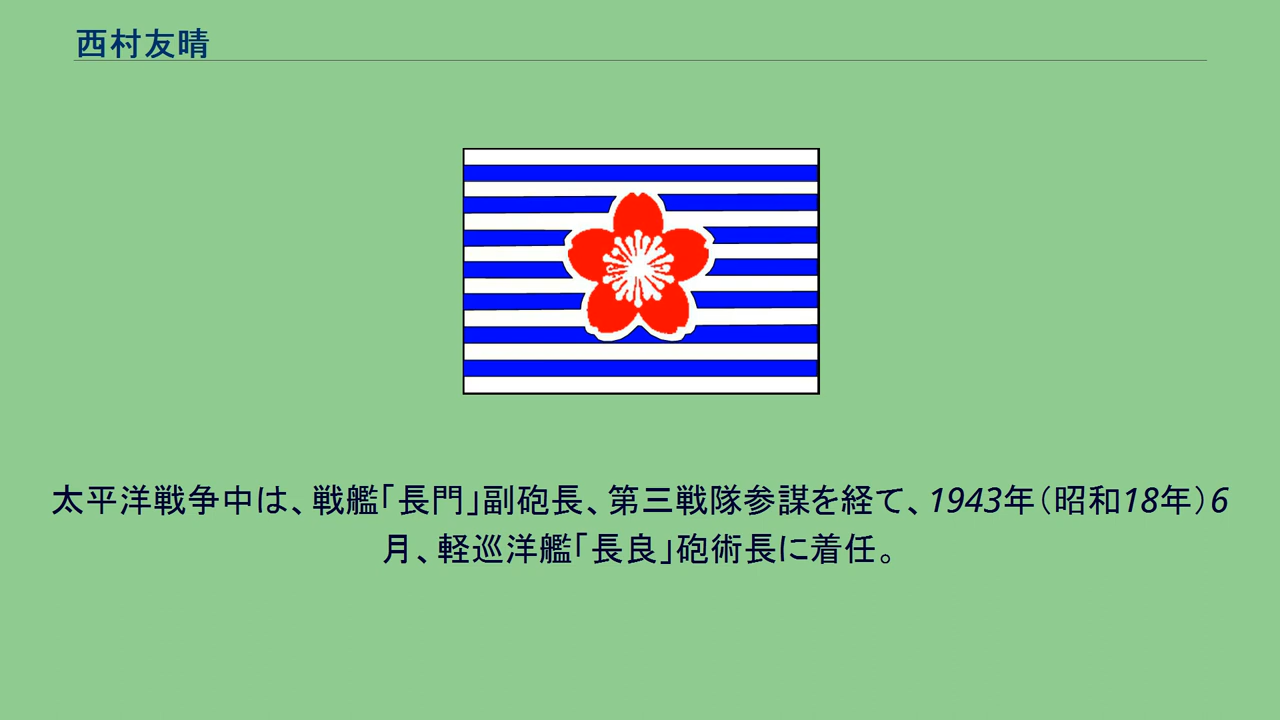 西村友晴
太平洋戦争中は、戦艦「長門」副砲長、第三戦隊参謀を経て、1943年（昭和18年）6
月、軽巡洋艦「長良」砲術長に着任。